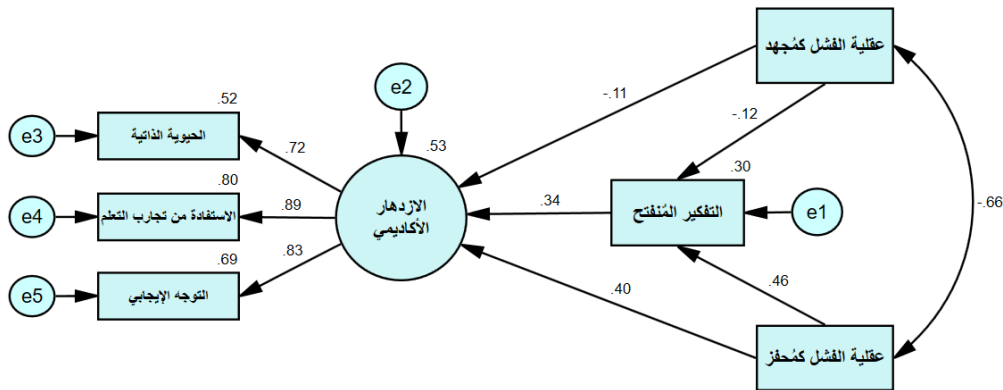 عقلية الفشل كمُجهد
e2
-.11
.52
.53
-.12
e3
الحيوية الذاتية
.72
.30
.80
الازدهار
الأكاديمي
.34
التفكير المُنفتح
e1
-.66
e4
الاستفادة من تجارب التعلم
.89
.69
.83
e5
التوجه الإيجابي
.40
.46
عقلية الفشل كمُحفز